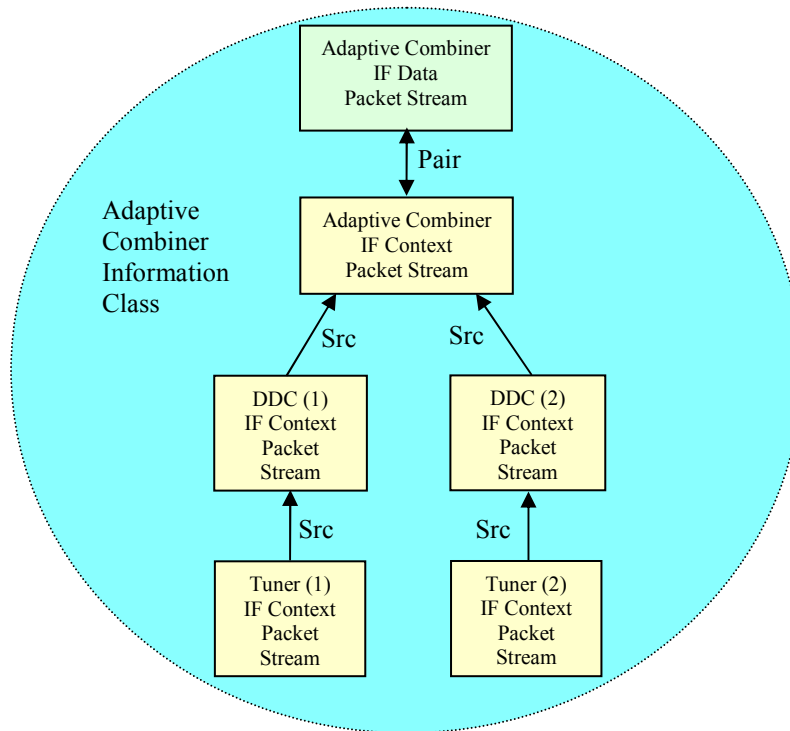 Adaptive Combiner
IF Data
Packet Stream
Pair
Adaptive
Combiner
Information
Class
Adaptive Combiner
IF Context
Packet Stream
Src
Src
DDC (1)
IF Context
Packet
Stream
DDC (2)
IF Context
Packet
Stream
Src
Src
Tuner (1)
IF Context
Packet
Stream
Tuner (2)
IF Context
Packet
Stream